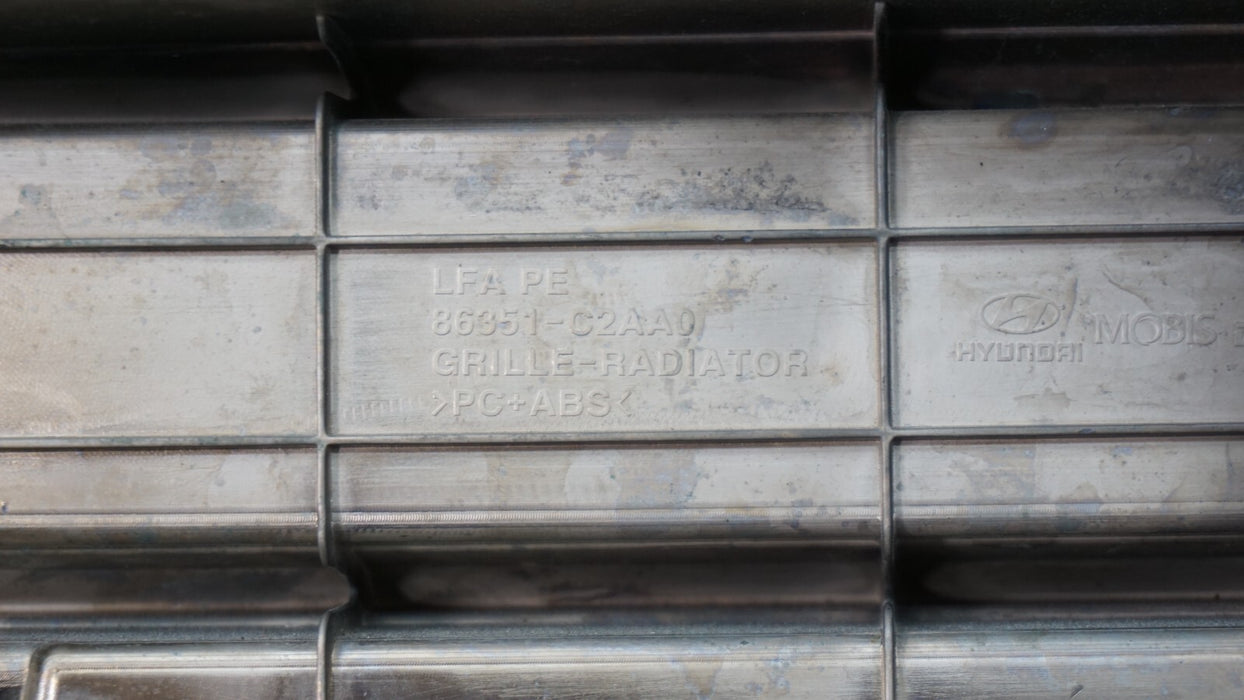 LFA PE
86351-C2AA0
GRILLE-RADIATOR
>PC+ABS<
HYUNDAI
MOBIS